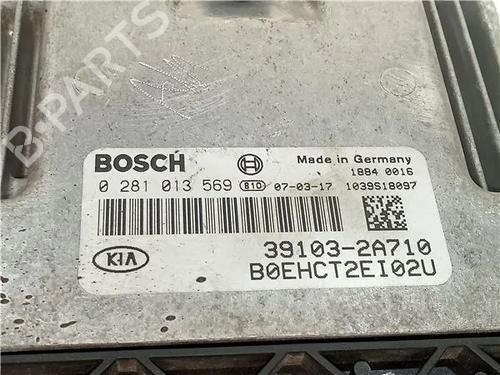 B-PARTS
BOSCH
Made in Germany
1884 0016
0 281 013 569 B10 07-03-17 1039S18097
KIA
39103-2A710
B0EHCT2EI02U